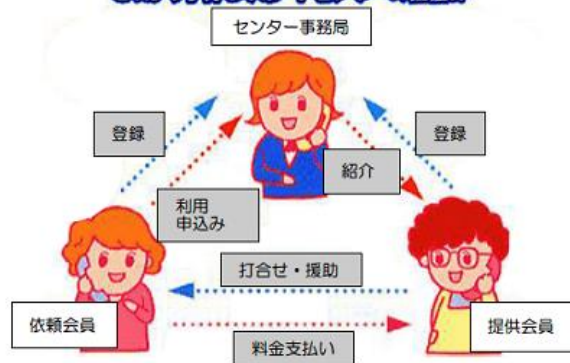 センター事務局
登録
登録
紹介
利用
申込み
打合せ・援助
依頼会員
提供会員
料金支払い